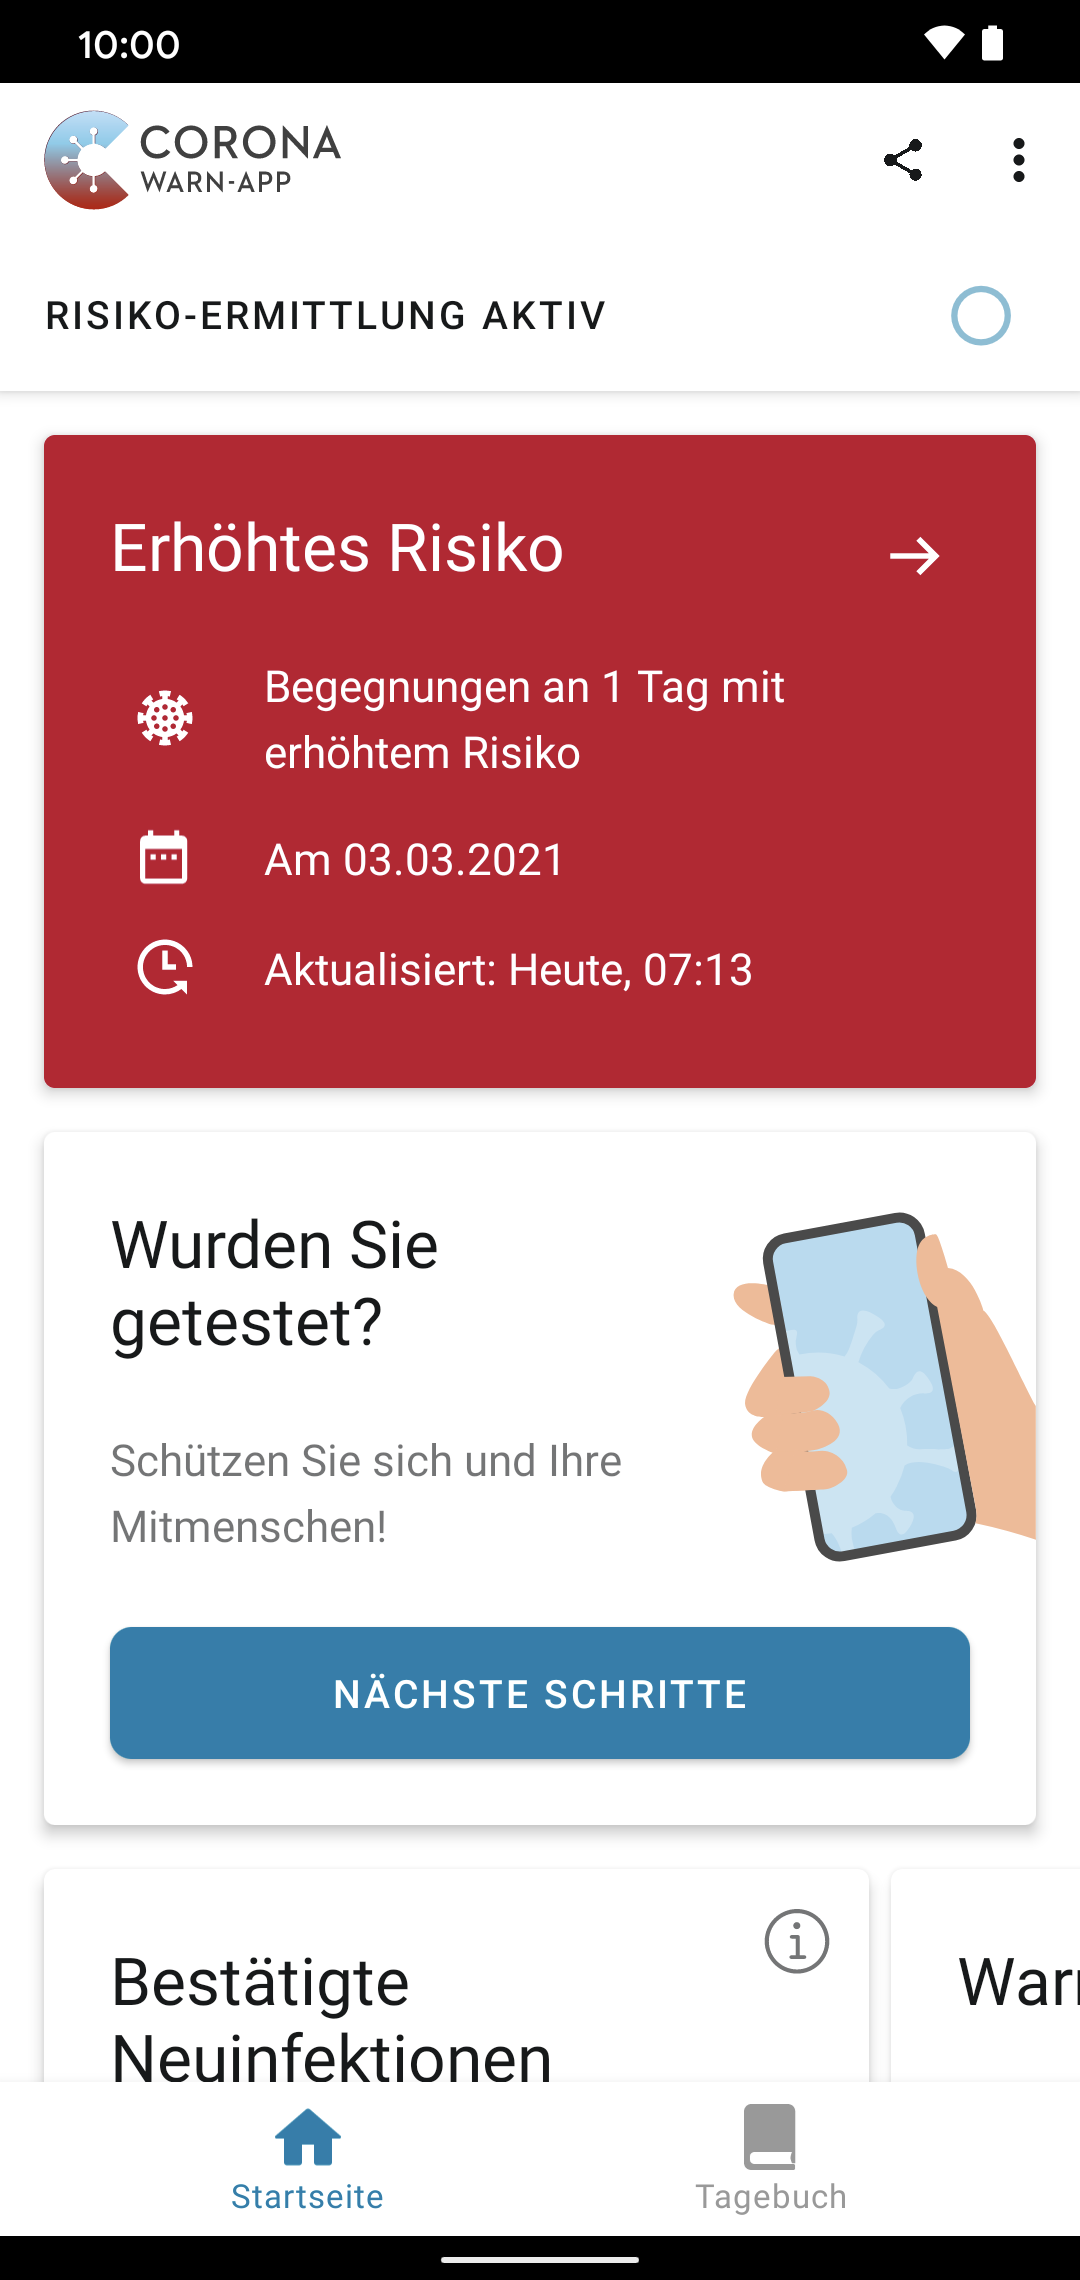 10:00
CORONA
WARN-APP
RISIKO-ERMITTLUNG AKTIV
Erhöhtes Risiko
Begegnungen an 1 Tag mit
erhöhtem Risiko
Am 03.03.2021
Aktualisiert: Heute, 07:13
Wurden Sie
getestet?
Schützen Sie sich und Ihre
Mitmenschen!
NÄCHSTE SCHRITTE
Bestätigte
Neuinfektionen
Startseite
Tagebuch